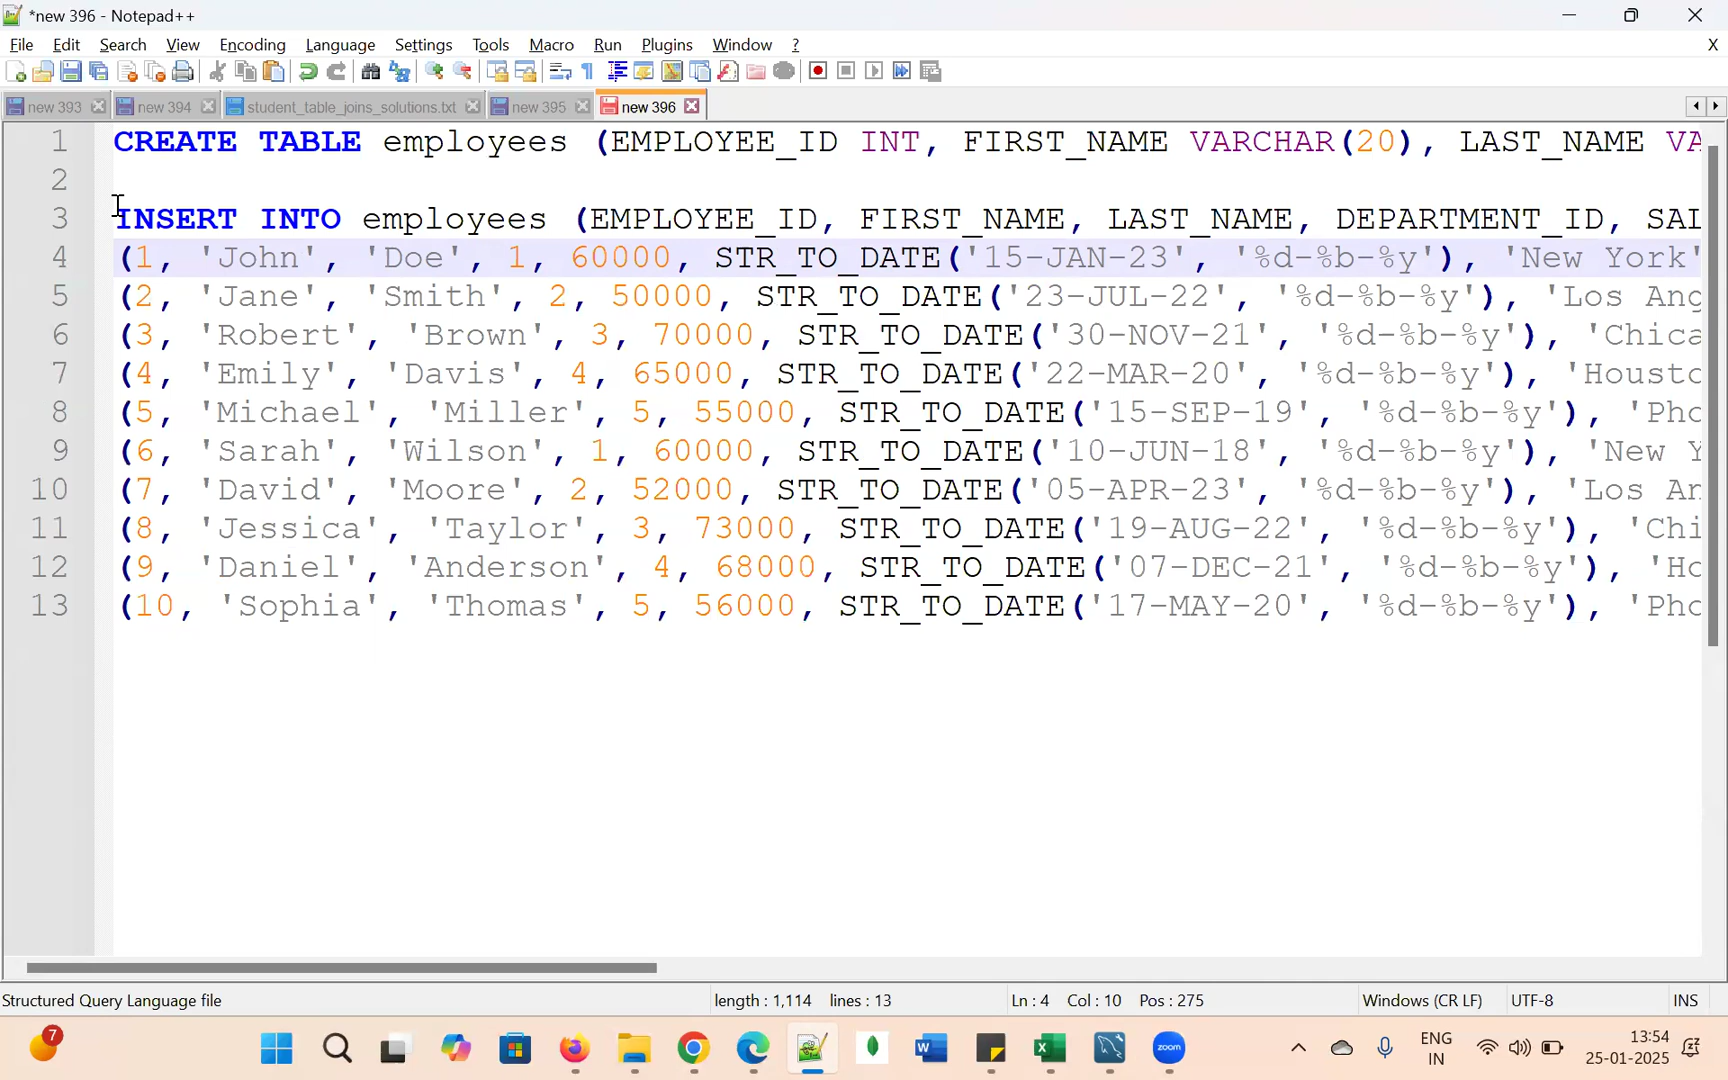 *new 396 - Notepad++
File Edit Search View Encoding Language Settings Tools Macro Run Plugins Window ? X
new 393 new 394 student_table_joins_solutions.txt new 395 new 396
1 CREATE TABLE employees (EMPLOYEE_ID INT, FIRST_NAME VARCHAR(20), LAST_NAME VA
2
3 INSERT INTO employees (EMPLOYEE_ID, FIRST_NAME, LAST_NAME, DEPARTMENT_ID, SAL
4 (1, 'John', 'Doe', 1, 60000, STR_TO_DATE('15-JAN-23', '%d-%b-%y'), 'New York'
5 (2, 'Jane', 'Smith', 2, 50000, STR_TO_DATE('23-JUL-22', '%d-%b-%y'), 'Los Ang
6 (3, 'Robert', 'Brown', 3, 70000, STR_TO_DATE('30-NOV-21', '%d-%b-%y'), 'Chica
7 (4, 'Emily', 'Davis', 4, 65000, STR_TO_DATE('22-MAR-20', '%d-%b-%y'), 'Housto
8 (5, 'Michael', 'Miller', 5, 55000, STR_TO_DATE('15-SEP-19', '%d-%b-%y'), 'Pho
9 (6, 'Sarah', 'Wilson', 1, 60000, STR_TO_DATE('10-JUN-18', '%d-%b-%y'), 'New Y
10 (7, 'David', 'Moore', 2, 52000, STR_TO_DATE('05-APR-23', '%d-%b-%y'), 'Los An
11 (8, 'Jessica', 'Taylor', 3, 73000, STR_TO_DATE('19-AUG-22', '%d-%b-%y'), 'Chi
12 (9, 'Daniel', 'Anderson', 4, 68000, STR_TO_DATE('07-DEC-21', '%d-%b-%y'), 'Ho
13 (10, 'Sophia', 'Thomas', 5, 56000, STR_TO_DATE('17-MAY-20', '%d-%b-%y'), 'Pho
Structured Query Language file length : 1,114 lines : 13 Ln : 4 Col : 10 Pos : 275 Windows (CR LF) UTF-8 INS
7 W zoom ENG 13:54
IN 25-01-2025